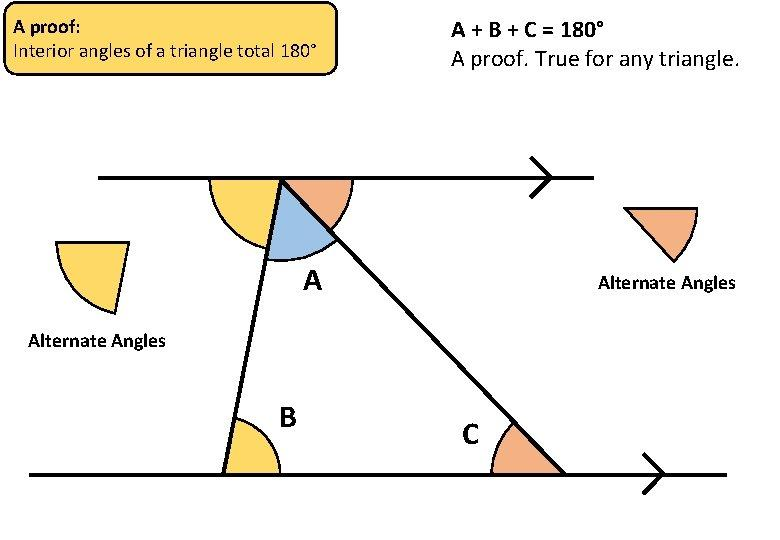 A proof:
Interior angles of a triangle total 180°
A + B + C = 180°
A proof. True for any triangle.
A
Alternate Angles
Alternate Angles
B
C